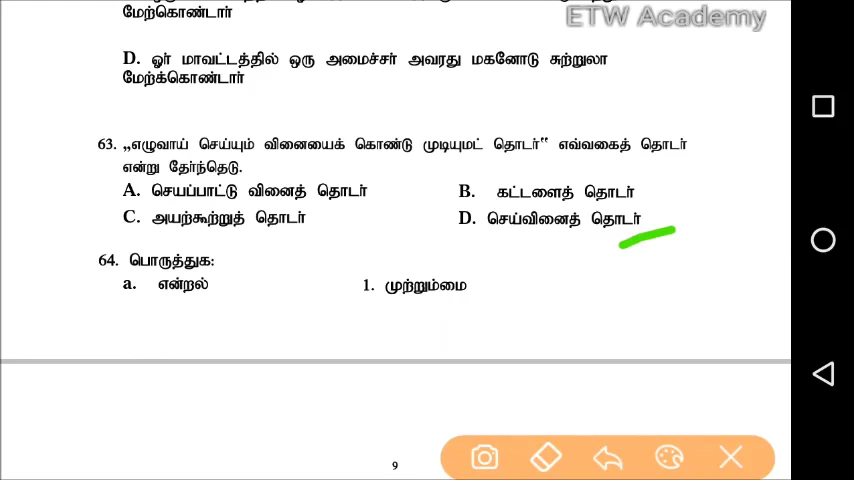 மேற்கொண்டார்
ETW Academy
D. ஓர் மாவட்டத்தில் ஒரு அமைச்சர் அவரது மகனோடு சுற்றுலா
மேற்க்கொண்டார்
63. „எழுவாய் செய்யும் வினையைக் கொண்டு முடியுமட் தொடர்‟ எவ்வகைத் தொடர்
என்று தேர்ந்தெடு.
A. செயப்பாட்டு வினைத் தொடர் B. கட்டளைத் தொடர்
C. அயற்கூற்றுத் தொடர் D. செய்வினைத் தொடர்
64. பொருத்துக:
a. என்றல் 1. முற்றும்மை
9